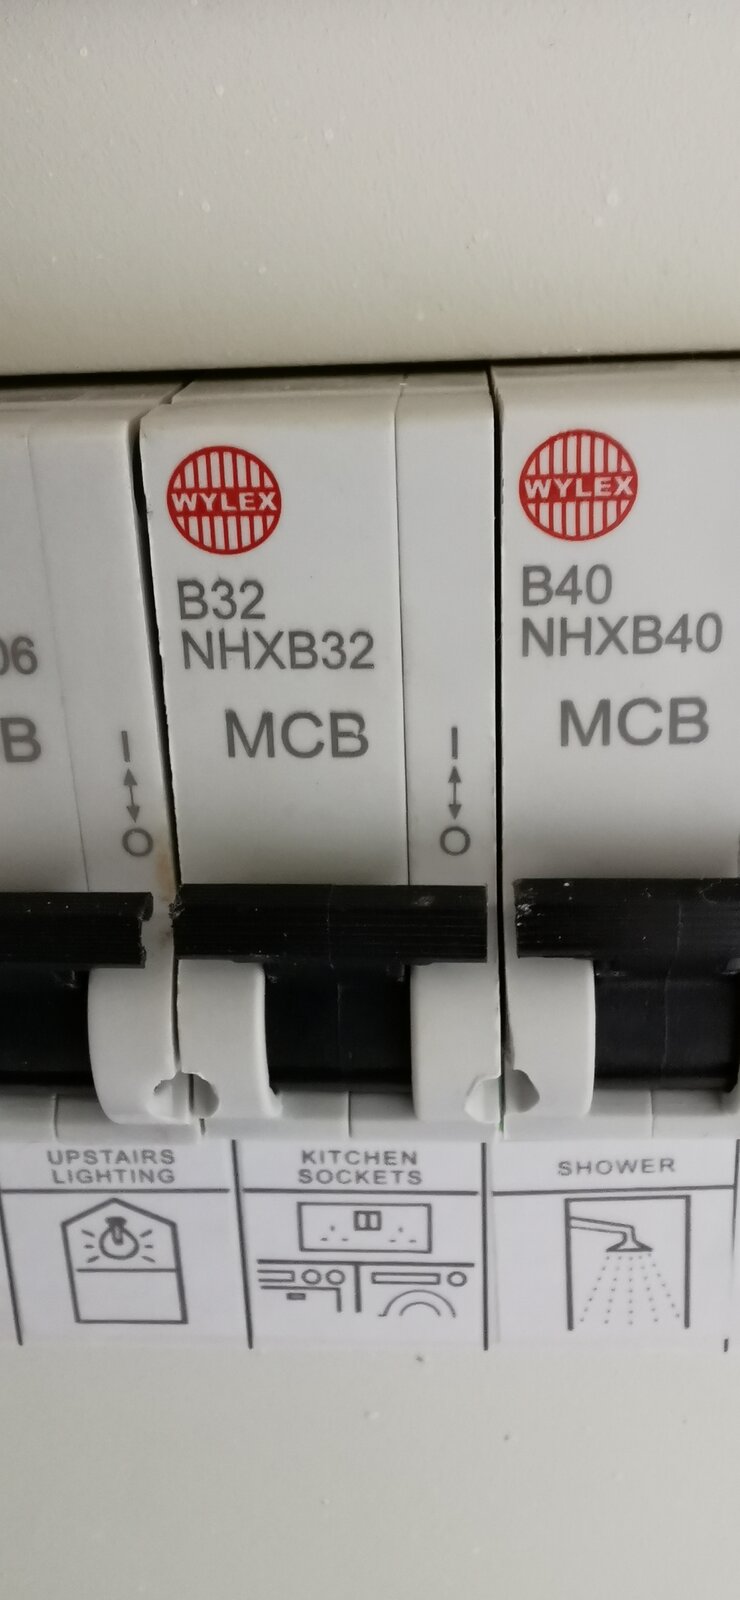 WYLEX
B32
NHXB32
MCB
I
O
WYLEX
B40
NHXB40
MCB
06
B
I
O
UPSTAIRS
LIGHTING
KITCHEN
SOCKETS
SHOWER